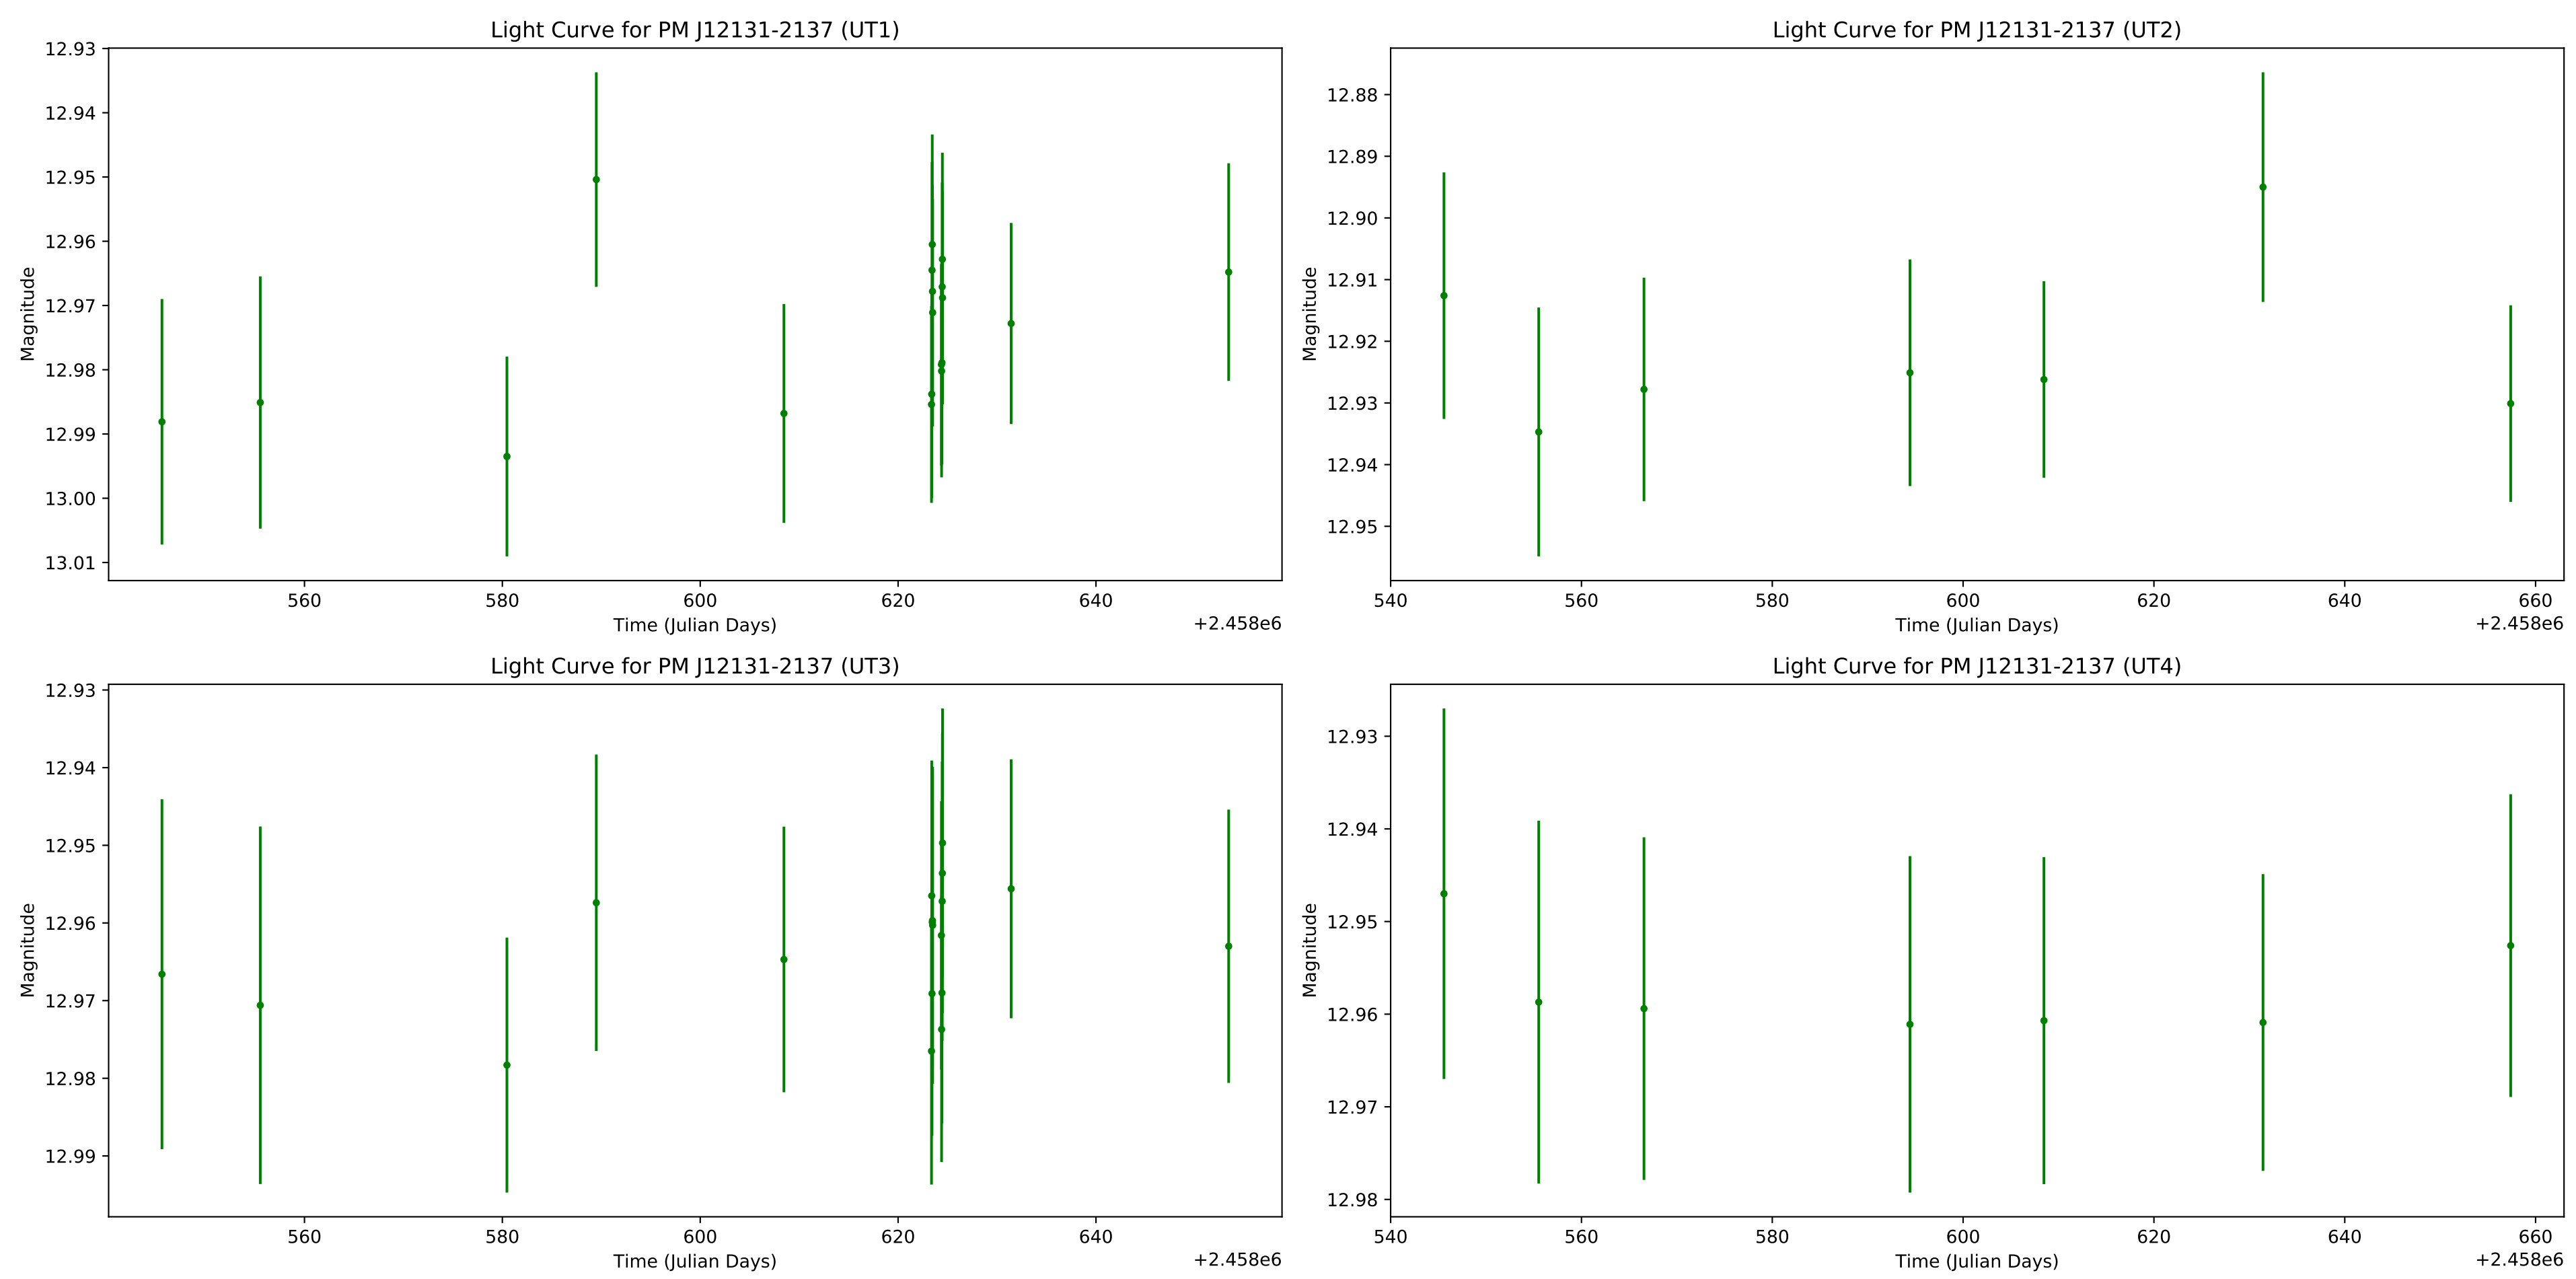 Light Curve for PM J12131-2137 (UT1)
12.93
12.94
12.95
12.96
12.97
12.98
12.99
13.00
13.01
Magnitude
560 580 600 620 640
Time (Julian Days)
+2.458e6
Light Curve for PM J12131-2137 (UT2)
12.88
12.89
12.90
12.91
12.92
12.93
12.94
12.95
Magnitude
540 560 580 600 620 640 660
Time (Julian Days)
+2.458e6
Light Curve for PM J12131-2137 (UT3)
12.93
12.94
12.95
12.96
12.97
12.98
12.99
Magnitude
560 580 600 620 640
Time (Julian Days)
+2.458e6
Light Curve for PM J12131-2137 (UT4)
12.93
12.94
12.95
12.96
12.97
12.98
Magnitude
540 560 580 600 620 640 660
Time (Julian Days)
+2.458e6